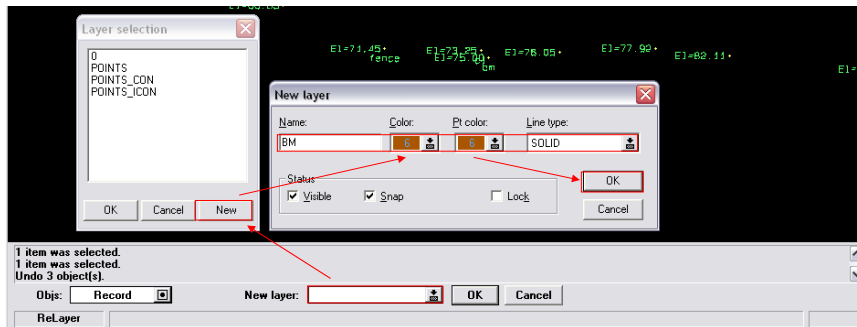 Layer selection
0
POINTS
POINTS_CON
POINTS_ICON
OK Cancel New
El=71.45
fence
El=73.25
El=75.00
bm
El=76.05
El=77.92
El=82.11
El=
New layer
Name: Color: Pt color: Line type:
BM 6 6 SOLID
Status
Visible Snap Lock
OK
Cancel
1 item was selected.
1 item was selected.
Undo 3 object(s).
Objs: Record New layer: OK Cancel
ReLayer